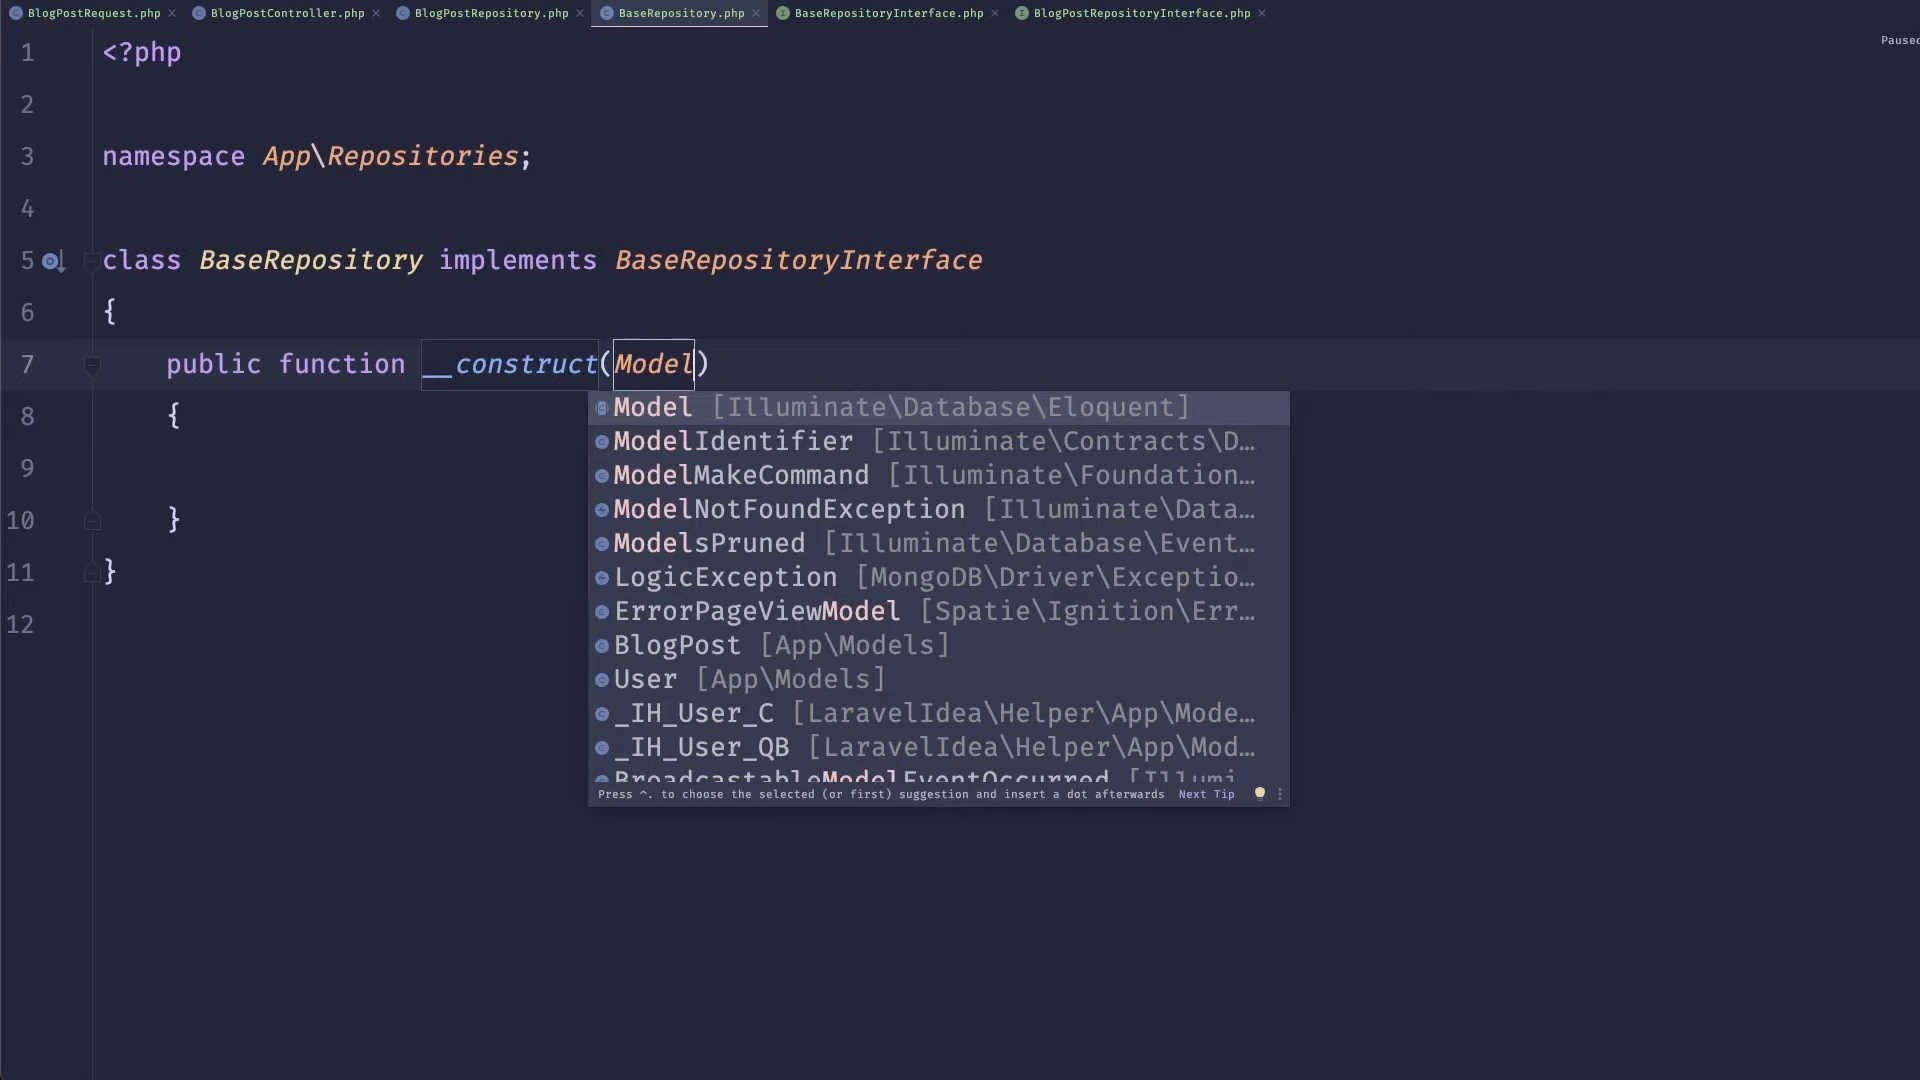 BlogPostRequest.php BlogPostController.php BlogPostRepository.php BaseRepository.php BaseRepositoryInterface.php BlogPostRepositoryInterface.php
Paused
1 <?php
2
3 namespace App\Repositories;
4
5 class BaseRepository implements BaseRepositoryInterface
6 {
7 public function __construct(Model)
8 {
9
10 }
11 }
12
Model [Illuminate\Database\Eloquent]
ModelIdentifier [Illuminate\Contracts\D…
ModelMakeCommand [Illuminate\Foundation…
ModelNotFoundException [Illuminate\Data…
ModelsPruned [Illuminate\Database\Event…
LogicException [MongoDB\Driver\Exceptio…
ErrorPageViewModel [Spatie\Ignition\Err…
BlogPost [App\Models]
User [App\Models]
_IH_User_C [LaravelIdea\Helper\App\Mode…
_IH_User_QB [LaravelIdea\Helper\App\Mod…
BroadcastableModelEventOccurred [Illumi
Press ^. to choose the selected (or first) suggestion and insert a dot afterwards Next Tip